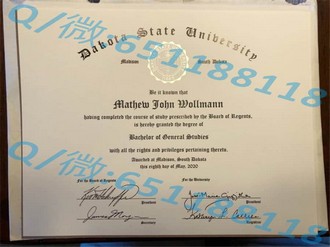 Dakota State University
Madison
South Dakota
Be it known that
Mathew John Wollmann
having completed the course of study prescribed by the Board of Regents,
is hereby granted the degree of
Bachelor of General Studies
with all the rights and privileges pertaining thereto.
Awarded at Madison, South Dakota
this eighth day of May, 2020
For the Board of Regents
For the University
President
President
Q/微:651188118
Q/微:651188118